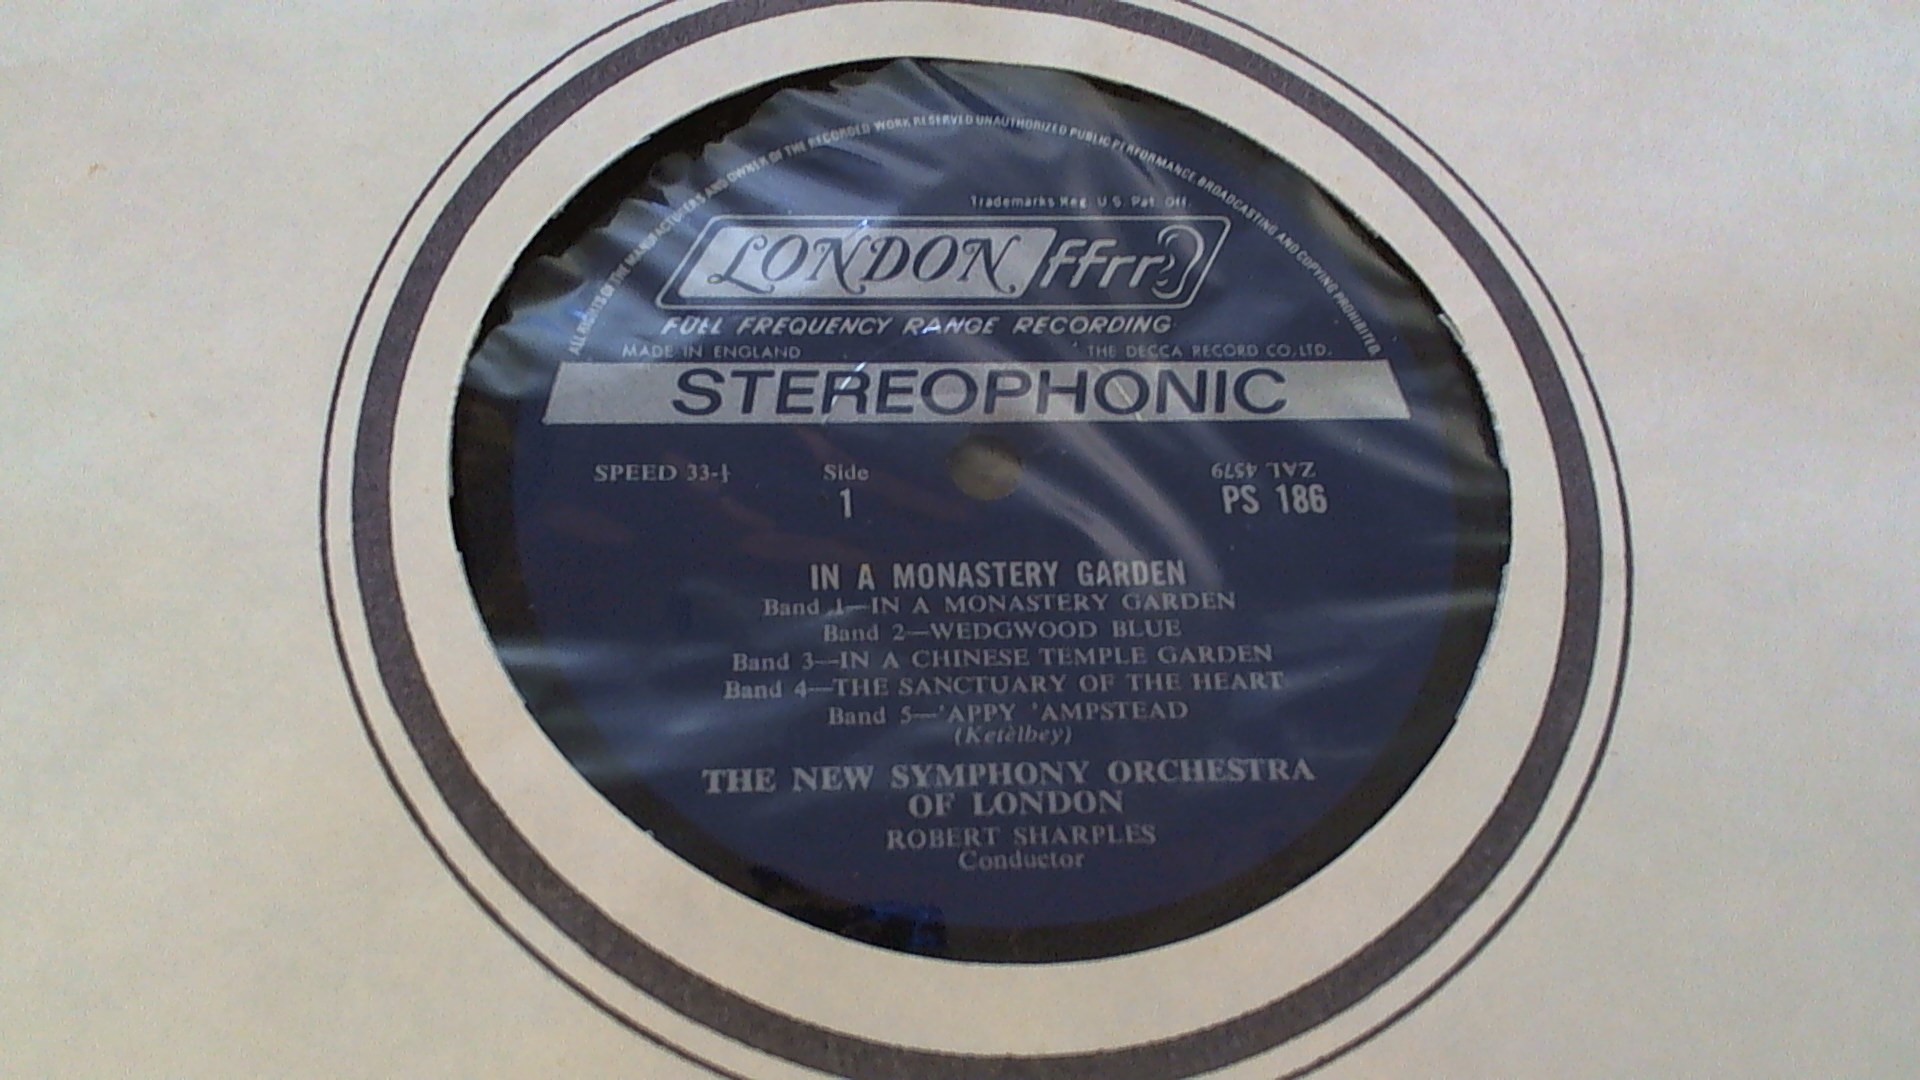 ALL RIGHTS OF THE MANUFACTURERS AND OWNER OF THE RECORDED WORK RESERVED UNAUTHORIZED PUBLIC PERFORMANCE, BROADCASTING AND COPYING PROHIBITED
Trademarks Reg. U.S. Pat. Off.
LONDON ffrr
FULL FREQUENCY RANGE RECORDING
MADE IN ENGLAND THE DECCA RECORD CO. LTD.
STEREOPHONIC
SPEED 33-⅓ Side ZAL 4579
1 PS 186
IN A MONASTERY GARDEN
Band 1—IN A MONASTERY GARDEN
Band 2—WEDGWOOD BLUE
Band 3—IN A CHINESE TEMPLE GARDEN
Band 4—THE SANCTUARY OF THE HEART
Band 5—'APPY 'AMPSTEAD
(Ketèlbey)
THE NEW SYMPHONY ORCHESTRA
OF LONDON
ROBERT SHARPLES
Conductor